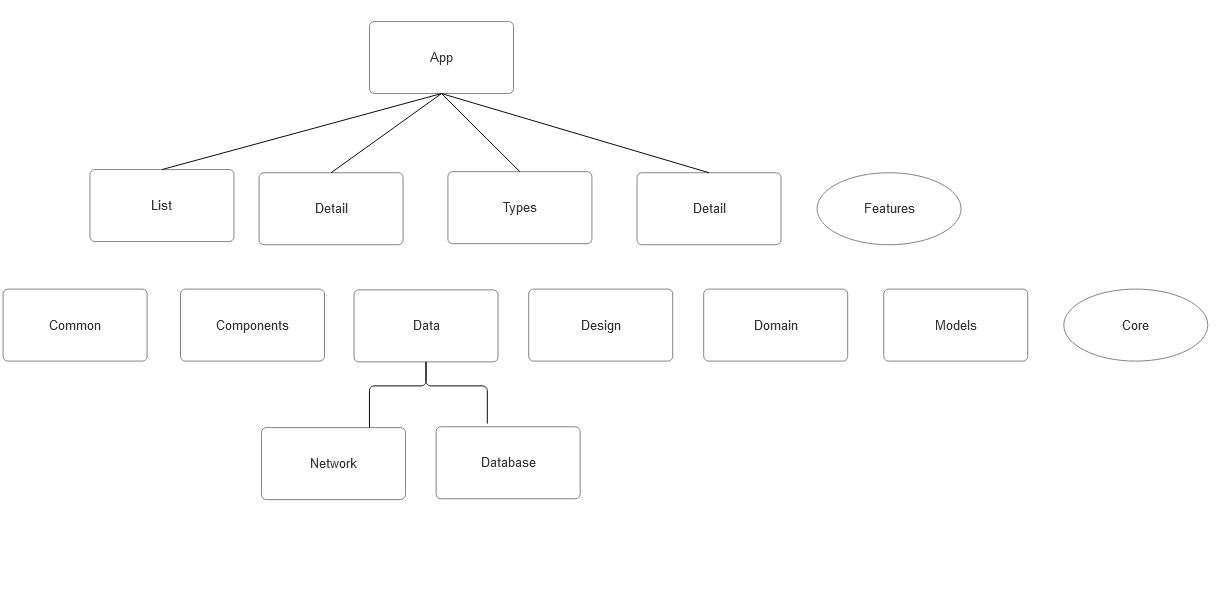 App
List
Detail
Types
Detail
Features
Common
Components
Data
Design
Domain
Models
Core
Network
Database